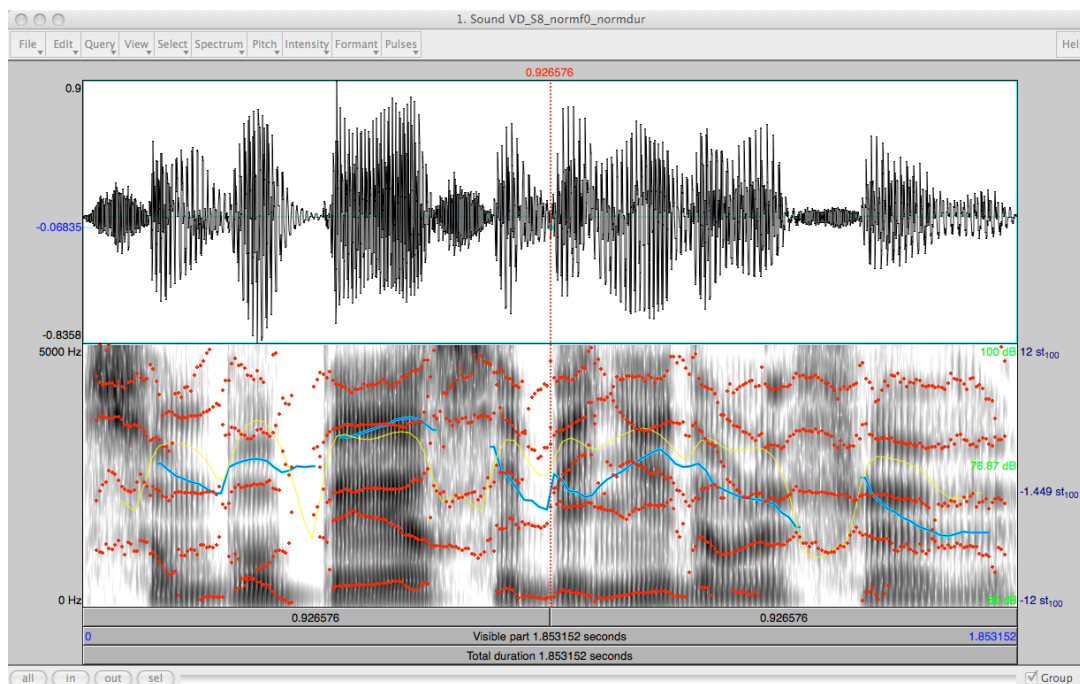 1. Sound VD_S8_normf0_normdur
File Edit Query View Select Spectrum Pitch Intensity Formant Pulses Hel
0.926576
0.9
-0.06835
-0.8358
5000 Hz 100 dB 12 st100
76.87 dB
-1.449 st100
0 Hz 50 dB -12 st100
0.926576 0.926576
0 Visible part 1.853152 seconds 1.853152
Total duration 1.853152 seconds
all in out sel Group